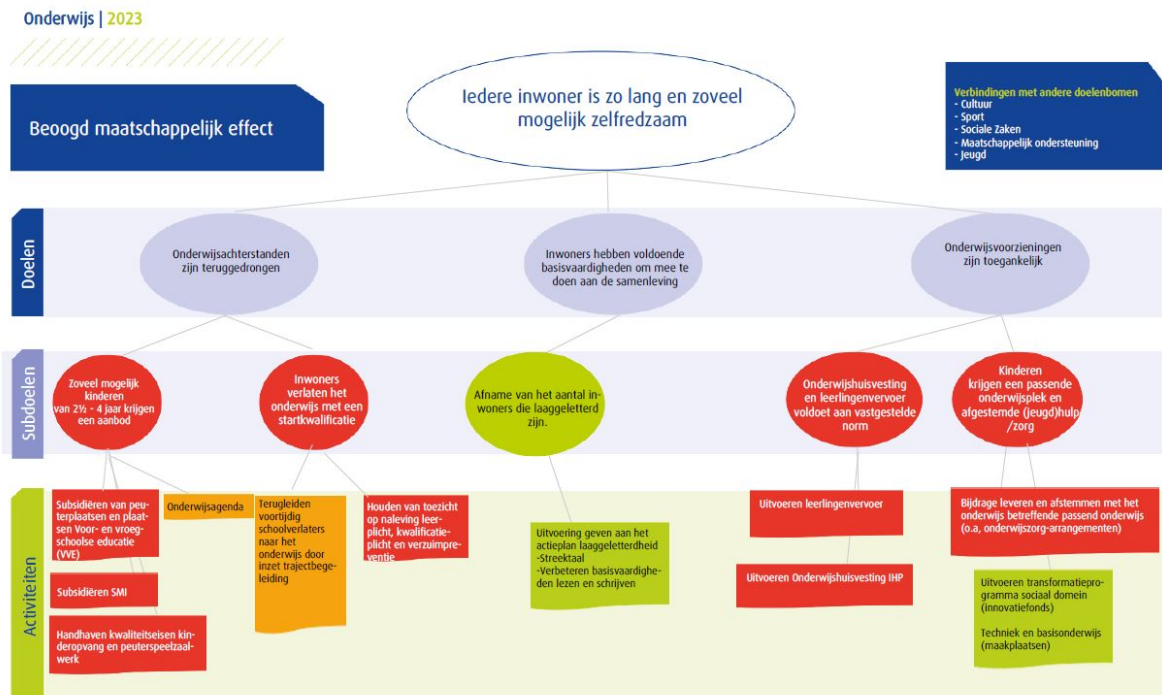 Onderwijs | 2023
Beoogd maatschappelijk effect
Iedere inwoner is zo lang en zoveel
mogelijk zelfredzaam
Verbindingen met andere doelenbomen
- Cultuur
- Sport
- Sociale Zaken
- Maatschappelijk ondersteuning
- Jeugd
Doelen
Onderwijsachterstanden
zijn teruggedrongen
Inwoners hebben voldoende
basisvaardigheden om mee te
doen aan de samenleving
Onderwijsvoorzieningen
zijn toegankelijk
Subdoelen
Zoveel mogelijk
kinderen
van 2½ - 4 jaar krijgen
een aanbod
Inwoners
verlaten het
onderwijs met een
startkwalificatie
Afname van het aantal in-
woners die laaggeletterd
zijn.
Onderwijshuisvesting
en leerlingenvervoer
voldoet aan vastgestelde
norm
Kinderen
krijgen een passende
onderwijsplek en
afgestemde (jeugd)hulp
/zorg
Activiteiten
Subsidiëren van peu-
terplaatsen en plaat-
sen Voor- en vroeg-
schoolse educatie
(VVE)
Subsidiëren SMI
Handhaven kwaliteitseisen kin-
deropvang en peuterspeelzaal-
werk
Onderwijsagenda
Terugleiden
voortijdig
schoolverlaters
naar het
onderwijs door
inzet trajectbege-
leiding
Houden van toezicht
op naleving leer-
plicht, kwalificatie-
plicht en verzuimpre-
ventie
Uitvoering geven aan het
actieplan laaggeletterdheid
-Streektaal
-Verbeteren basisvaardighe-
den lezen en schrijven
Uitvoeren leerlingenvervoer
Uitvoeren Onderwijshuisvesting IHP
Bijdrage leveren en afstemmen met het
onderwijs betreffende passend onderwijs
(o.a, onderwijszorg-arrangementen)
Uitvoeren transformatiepro-
gramma sociaal domein
(innovatiefonds)
Techniek en basisonderwijs
(maakplaatsen)